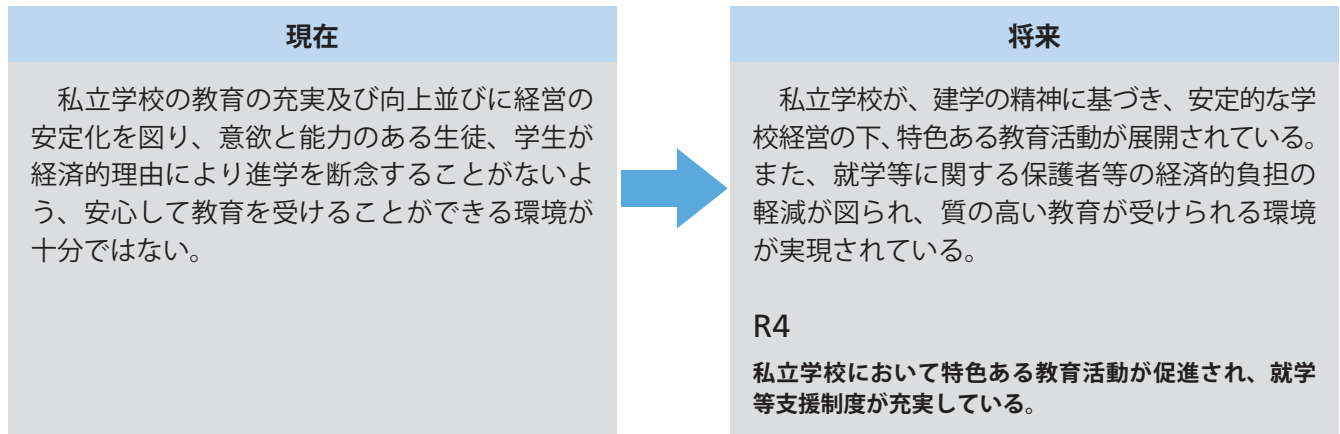 現在
私立学校の教育の充実及び向上並びに経営の
安定化を図り、意欲と能力のある生徒、学生が
経済的理由により進学を断念することがないよ
う、安心して教育を受けることができる環境が
十分ではない。
将来
私立学校が、建学の精神に基づき、安定的な学
校経営の下、特色ある教育活動が展開されている。
また、就学等に関する保護者等の経済的負担の
軽減が図られ、質の高い教育が受けられる環境
が実現されている。
R4
私立学校において特色ある教育活動が促進され、就学
等支援制度が充実している。